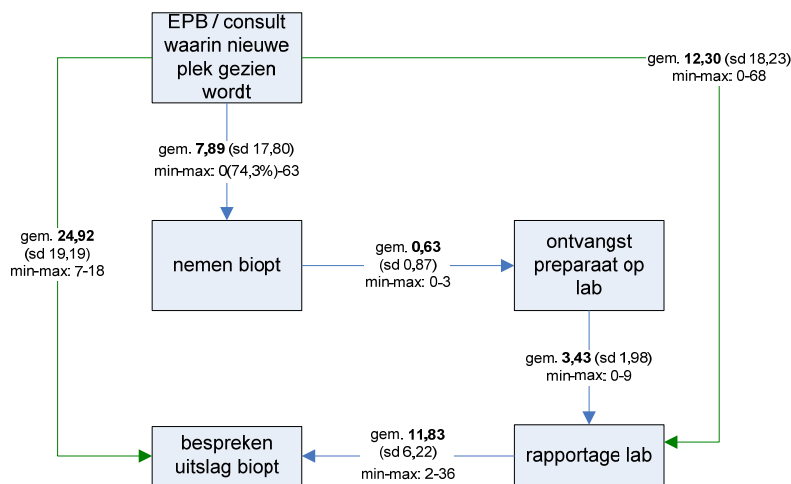 EPB / consult
waarin nieuwe
plek gezien
wordt
gem. 12,30 (sd 18,23)
min-max: 0-68
gem. 7,89 (sd 17,80)
min-max: 0(74,3%)-63
gem. 24,92
(sd 19,19)
min-max: 7-18
nemen biopt
gem. 0,63
(sd 0,87)
min-max: 0-3
ontvangst
preparaat op
lab
gem. 3,43 (sd 1,98)
min-max: 0-9
bespreken
uitslag biopt
gem. 11,83
(sd 6,22)
min-max: 2-36
rapportage lab